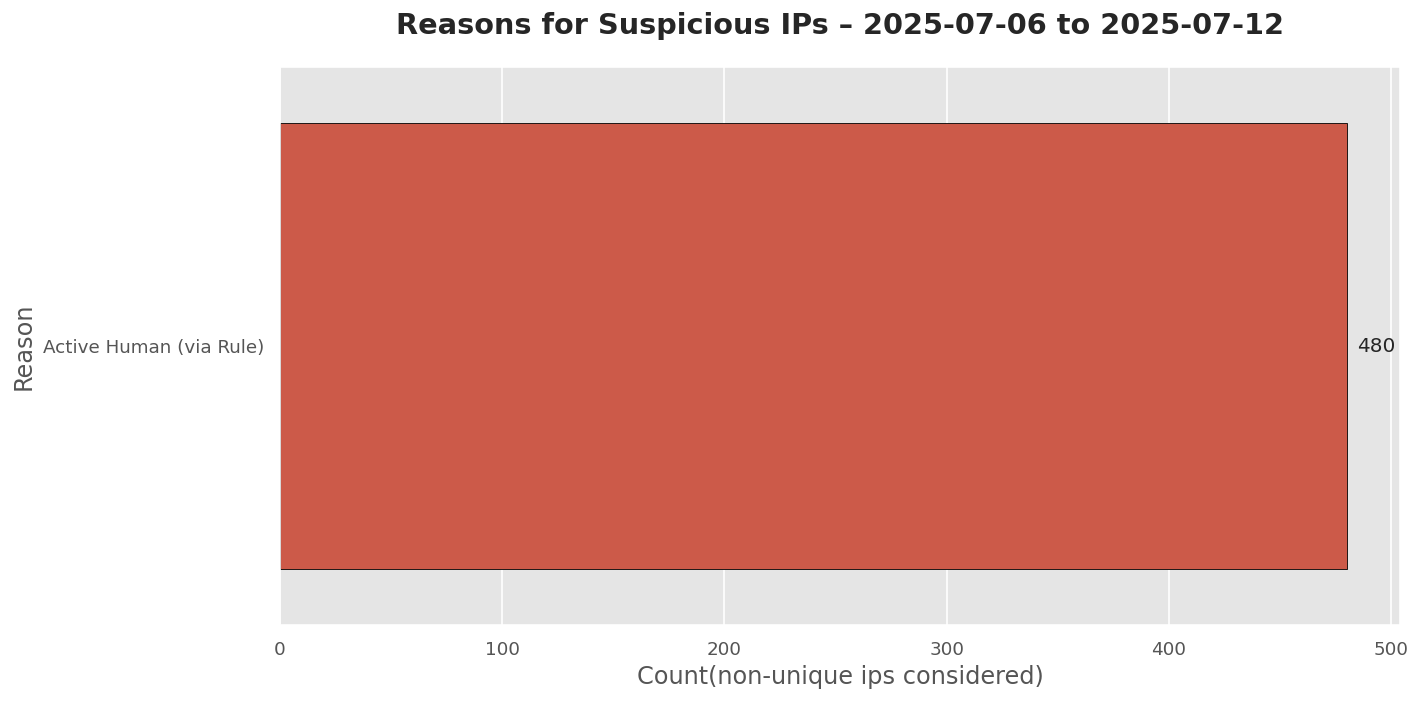 Reasons for Suspicious IPs – 2025-07-06 to 2025-07-12
Reason
Active Human (via Rule)
480
0 100 200 300 400 500
Count(non-unique ips considered)